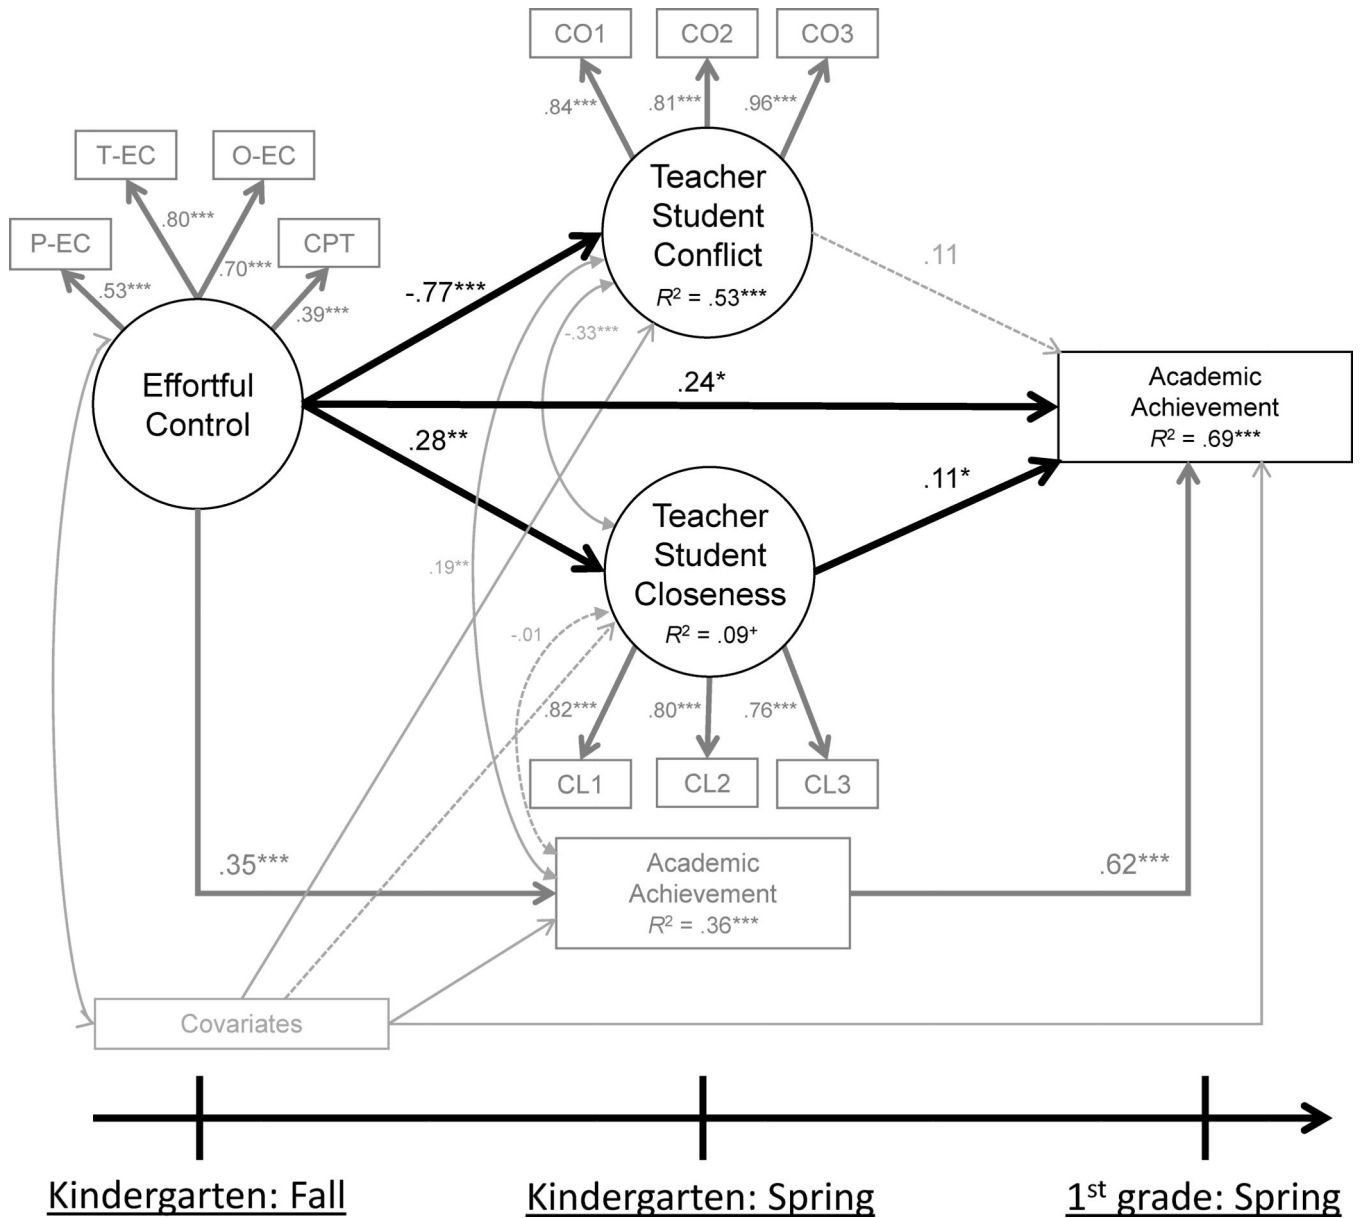 CO1
CO2
CO3
.84***
.81***
.96***
T-EC
O-EC
P-EC
CPT
.80***
.70***
.53***
.39***
Teacher
Student
Conflict
R² = .53***
.11
-.77***
-.33***
Effortful
Control
.24*
Academic
Achievement
R² = .69***
.28**
.11*
Teacher
Student
Closeness
R² = .09⁺
.19**
-.01
.82***
.80***
.76***
CL1
CL2
CL3
.35***
Academic
Achievement
R² = .36***
.62***
Covariates
Kindergarten: Fall
Kindergarten: Spring
1st grade: Spring